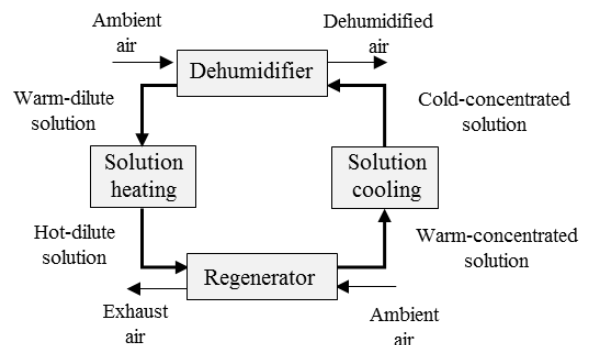 Ambient
air
Dehumidified
air
Dehumidifier
Warm-dilute
solution
Cold-concentrated
solution
Solution
heating
Solution
cooling
Hot-dilute
solution
Warm-concentrated
solution
Regenerator
Exhaust
air
Ambient
air